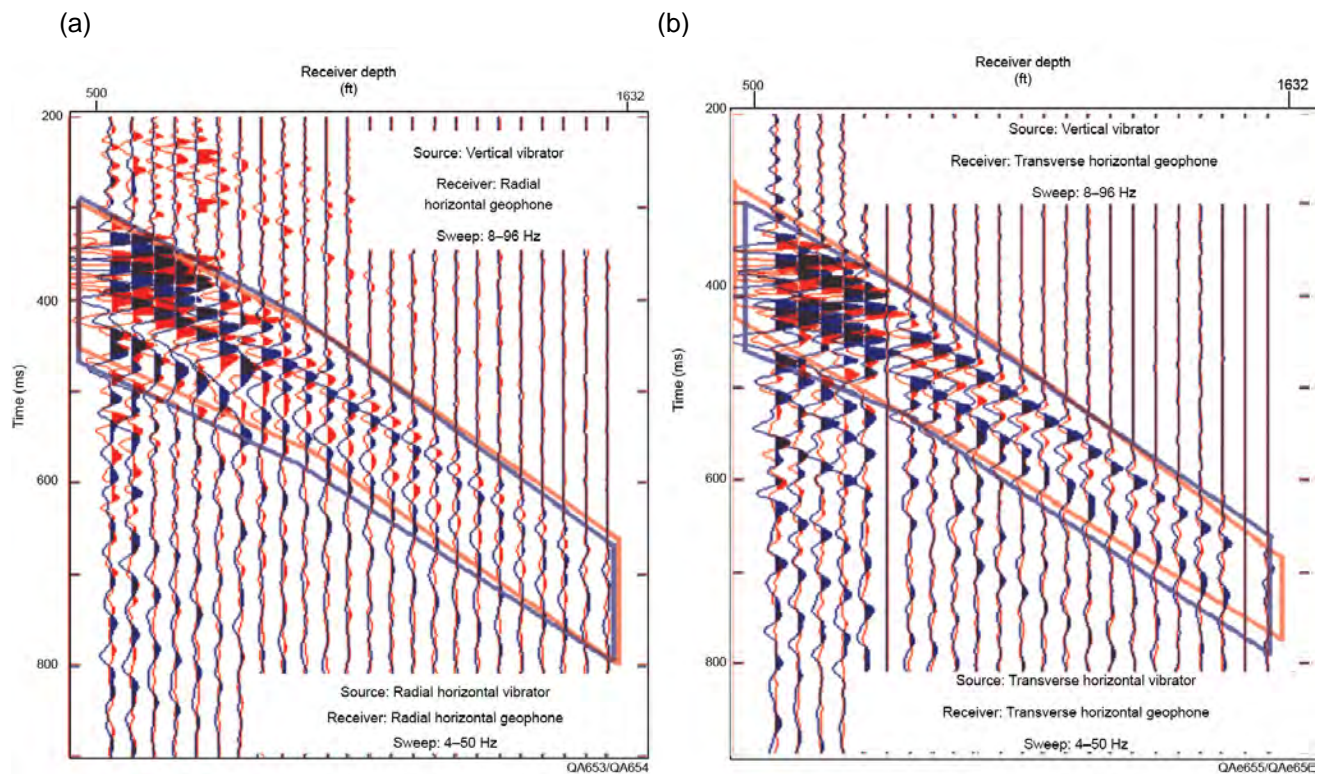 (a)
Receiver depth
(ft)
500
1632
200
Source: Vertical vibrator
Receiver: Radial
horizontal geophone
Sweep: 8–96 Hz
400
Time (ms)
600
800
Source: Radial horizontal vibrator
Receiver: Radial horizontal geophone
Sweep: 4–50 Hz
QA653/QA654
(b)
Receiver depth
(ft)
500
1632
200
Source: Vertical vibrator
Receiver: Transverse horizontal geophone
Sweep: 8–96 Hz
400
Time (ms)
600
800
Source: Transverse horizontal vibrator
Receiver: Transverse horizontal geophone
Sweep: 4–50 Hz